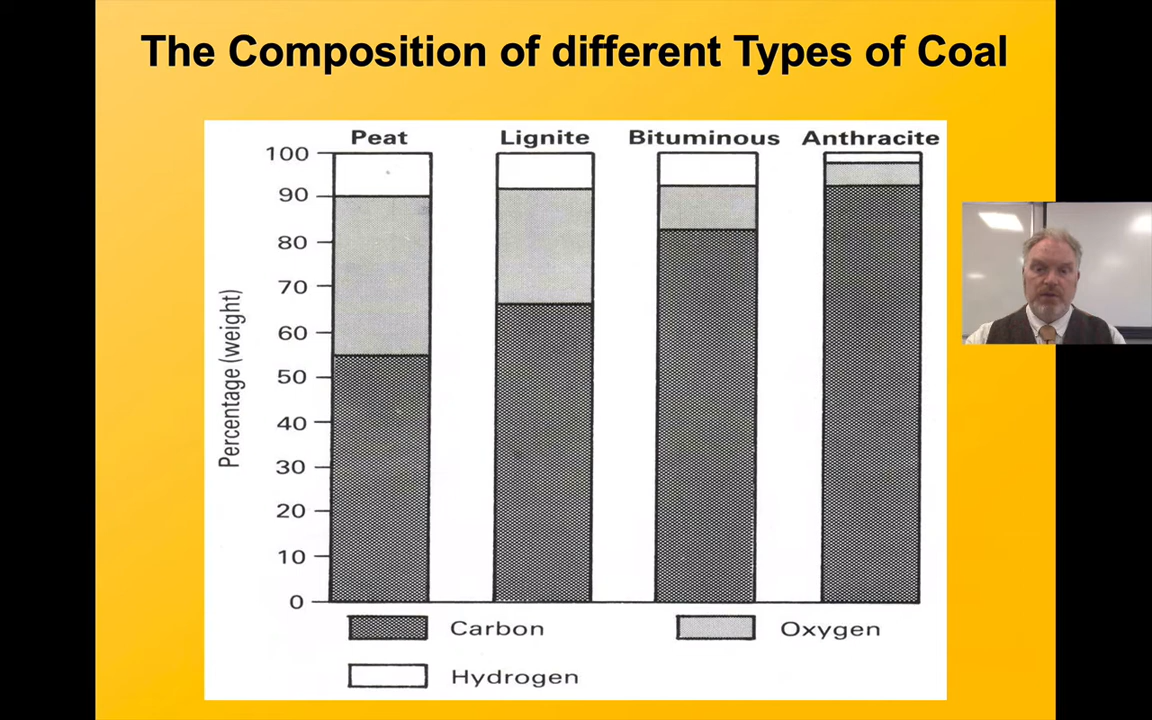 The Composition of different Types of Coal
Peat Lignite Bituminous Anthracite
100
90
80
70
60
50
40
30
20
10
0
Percentage (weight)
Carbon Oxygen
Hydrogen